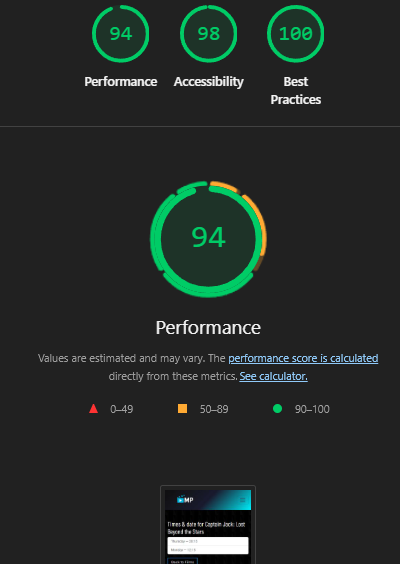 94
98
100
Performance
Accessibility
Best
Practices
94
Performance
Values are estimated and may vary. The performance score is calculated
directly from these metrics. See calculator.
0–49
50–89
90–100
MP
Times & date for Captain Jack: Lost
Beyond the Stars